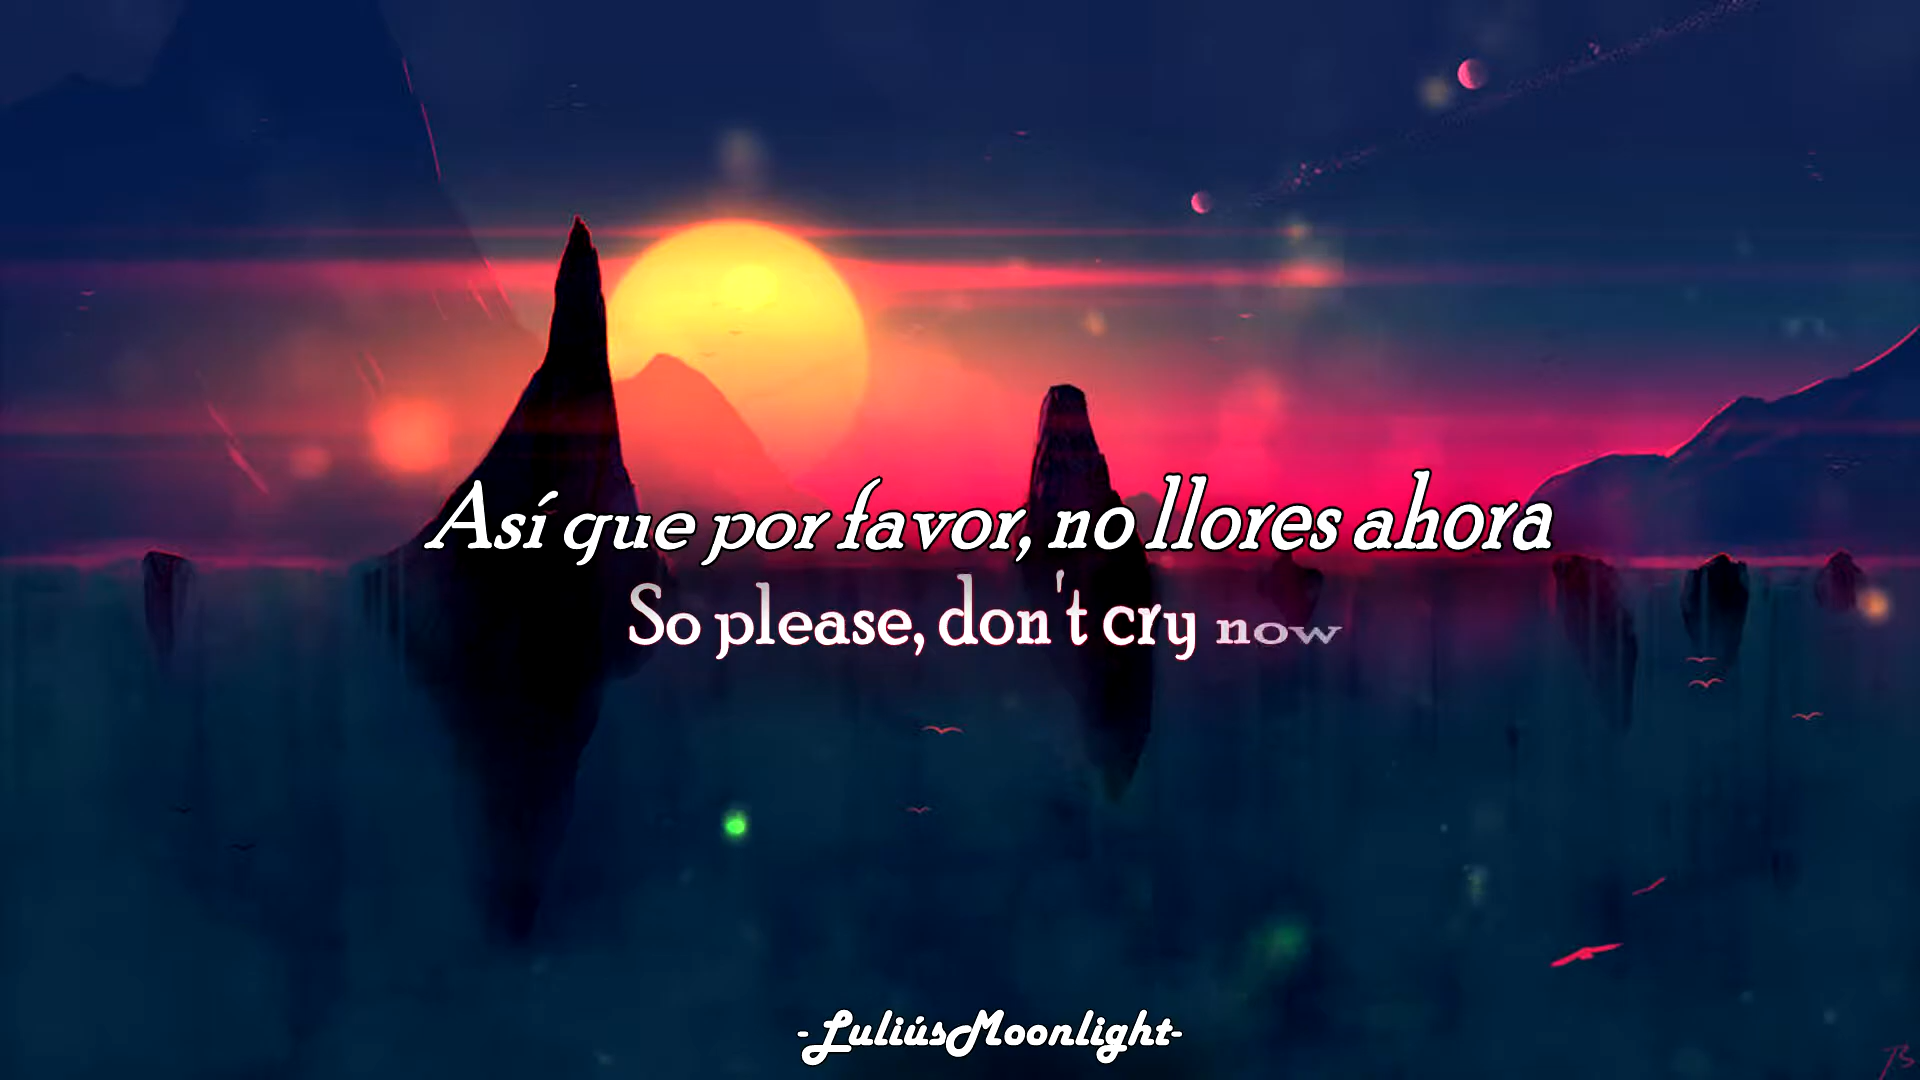 Así que por favor, no llores ahora
So please, don't cry now
-LuliúsMoonlight-